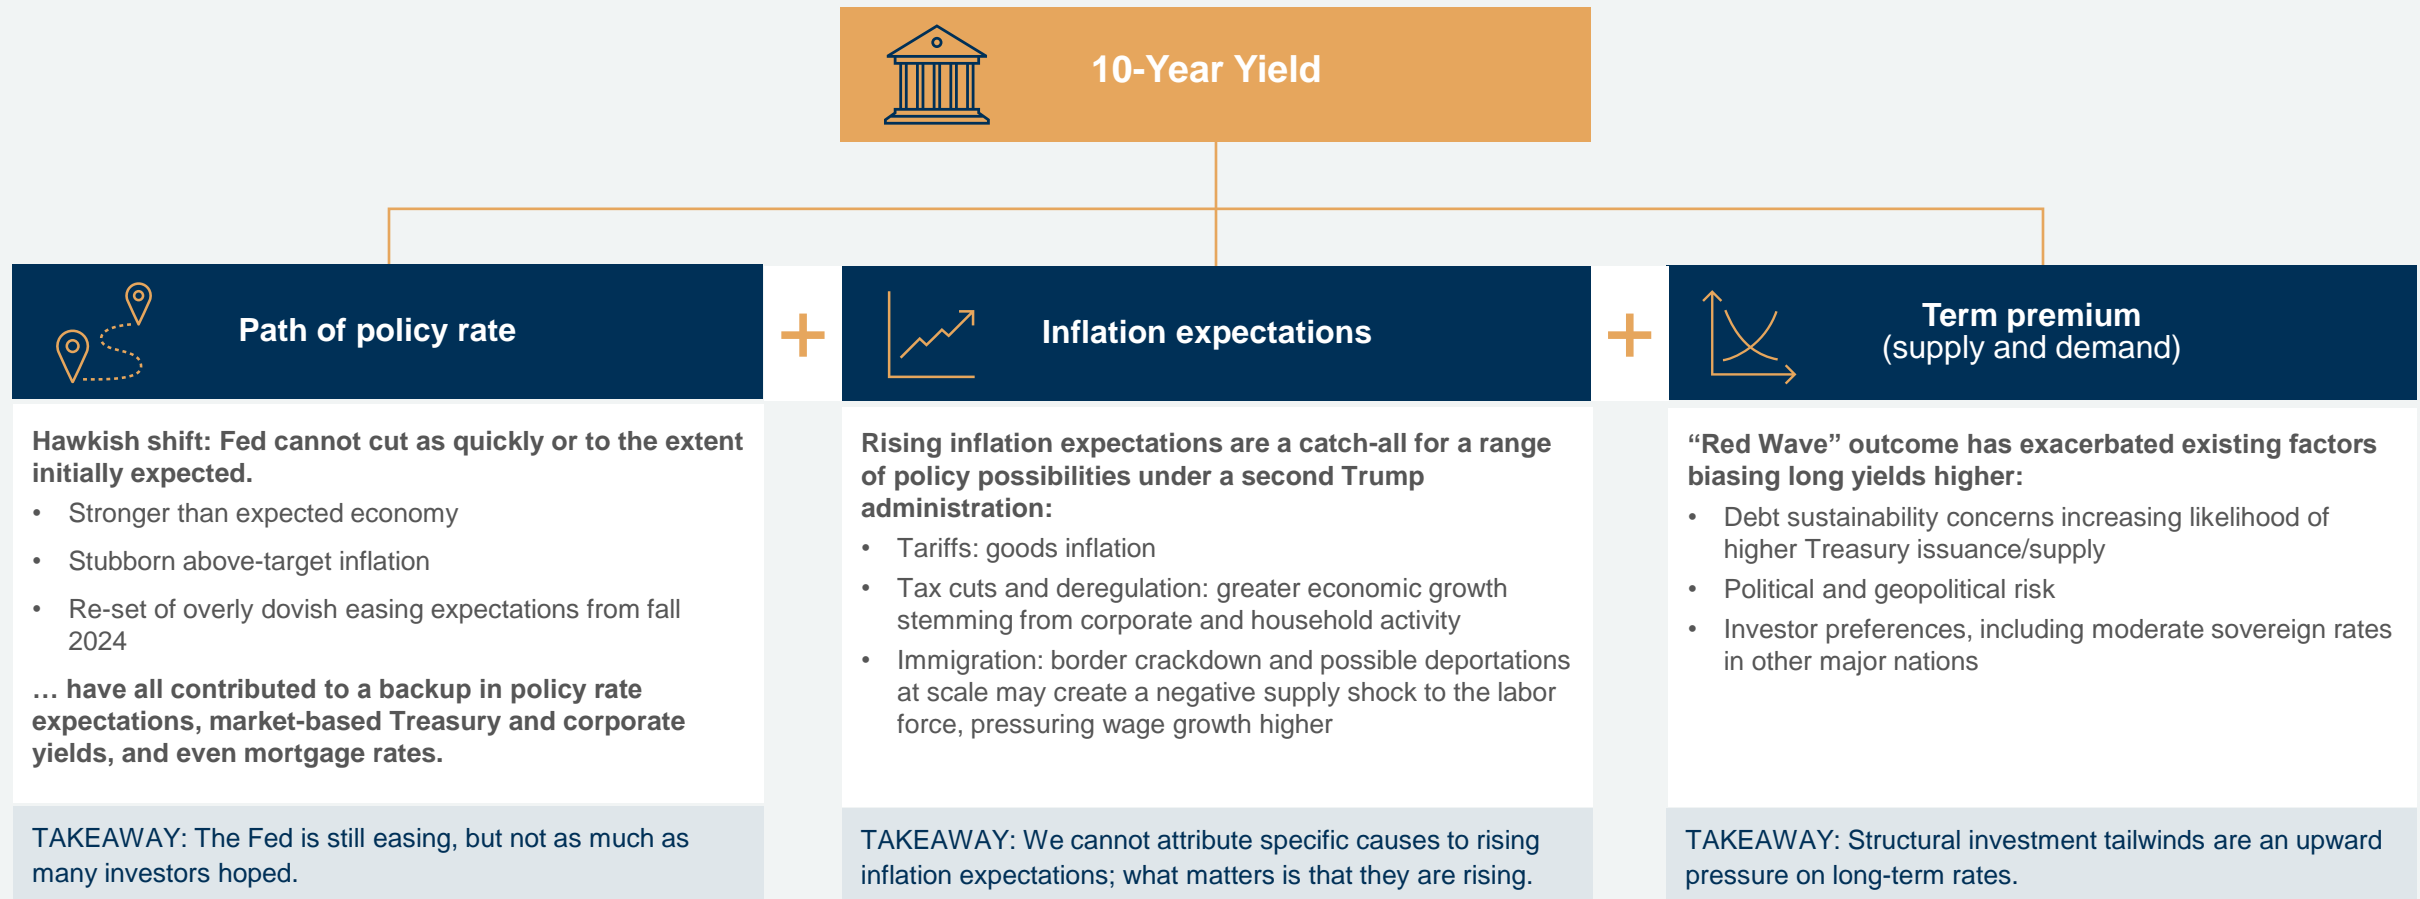 10-Year Yield
Path of policy rate
+
Inflation expectations
+
Term premium
(supply and demand)
Hawkish shift: Fed cannot cut as quickly or to the extent
initially expected.
• Stronger than expected economy
• Stubborn above-target inflation
• Re-set of overly dovish easing expectations from fall
2024
… have all contributed to a backup in policy rate
expectations, market-based Treasury and corporate
yields, and even mortgage rates.
TAKEAWAY: The Fed is still easing, but not as much as
many investors hoped.
Rising inflation expectations are a catch-all for a range
of policy possibilities under a second Trump
administration:
• Tariffs: goods inflation
• Tax cuts and deregulation: greater economic growth
stemming from corporate and household activity
• Immigration: border crackdown and possible deportations
at scale may create a negative supply shock to the labor
force, pressuring wage growth higher
TAKEAWAY: We cannot attribute specific causes to rising
inflation expectations; what matters is that they are rising.
“Red Wave” outcome has exacerbated existing factors
biasing long yields higher:
• Debt sustainability concerns increasing likelihood of
higher Treasury issuance/supply
• Political and geopolitical risk
• Investor preferences, including moderate sovereign rates
in other major nations
TAKEAWAY: Structural investment tailwinds are an upward
pressure on long-term rates.